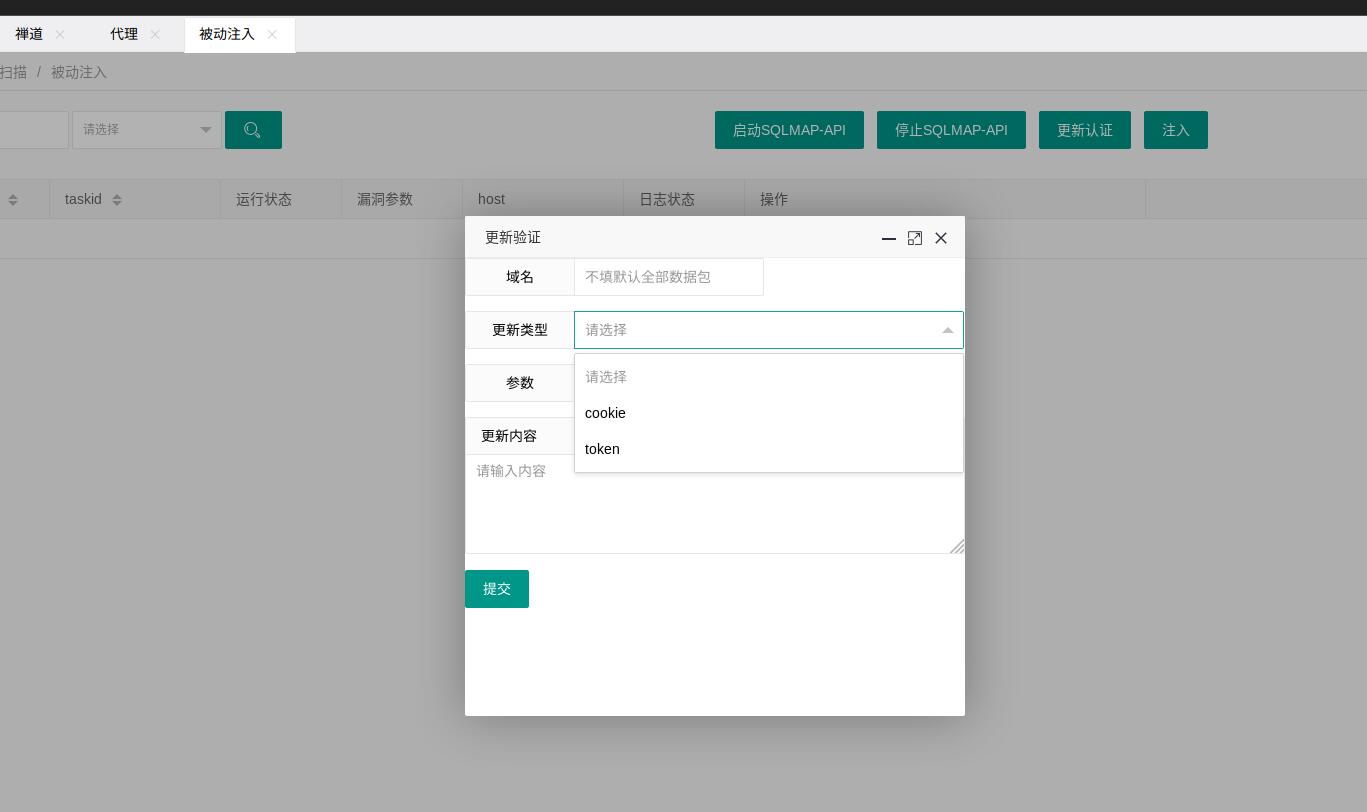 禅道 代理 被动注入
扫描 / 被动注入
请选择 启动SQLMAP-API 停止SQLMAP-API 更新认证 注入
taskid 运行状态 漏洞参数 host 日志状态 操作
更新验证
域名 不填默认全部数据包
更新类型 请选择
请选择
参数
cookie
更新内容
token
请输入内容
提交